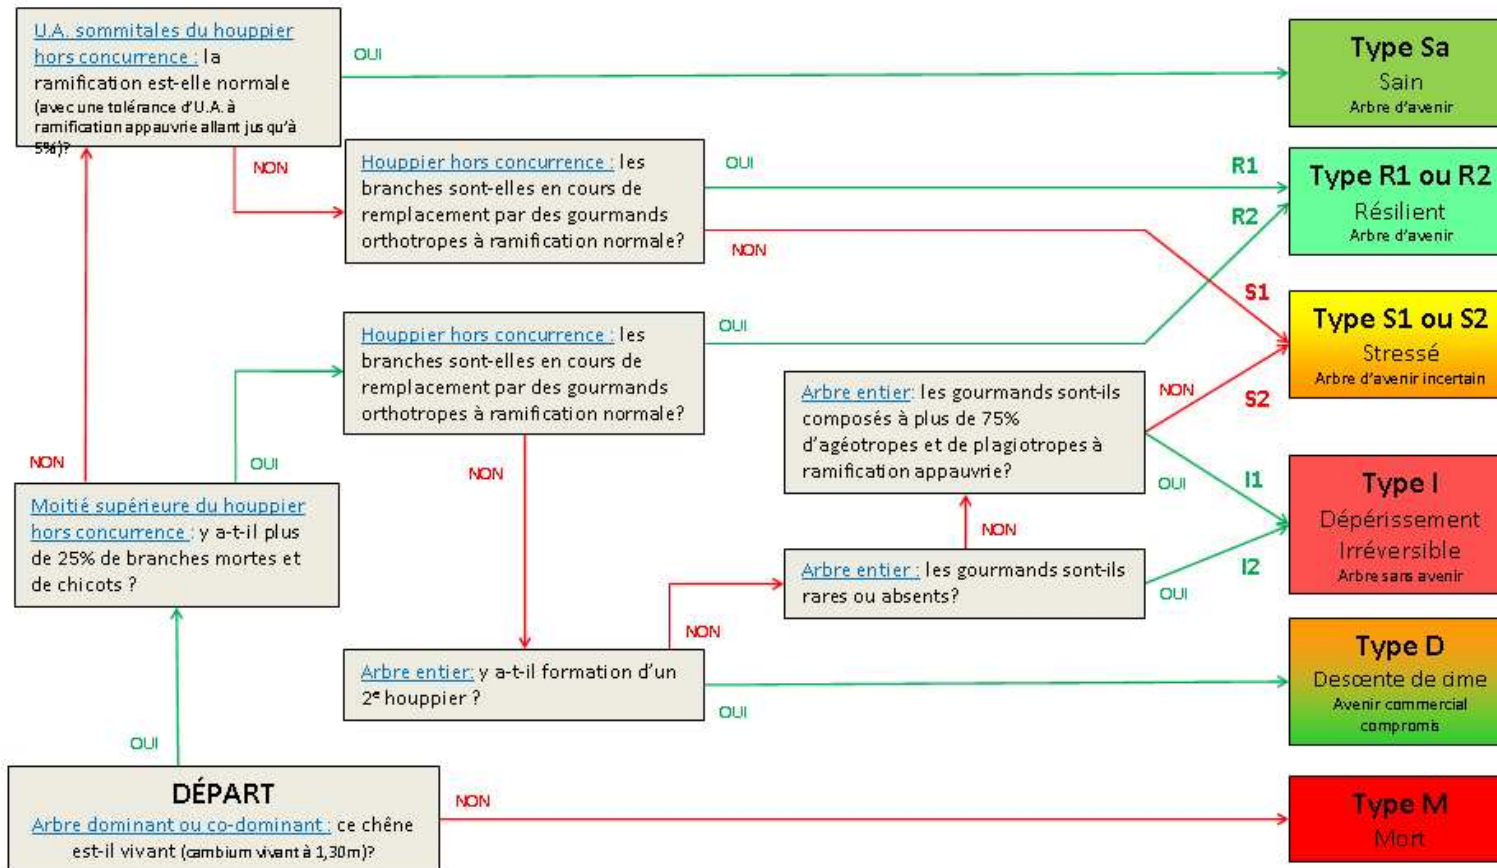 U.A. sommitales du houppier
hors concurrence : la
ramification est-elle normale
(avec une tolérance d'U.A. à
ramification appauvrie allant jusqu'à
5%)?
OUI
Type Sa
Sain
Arbre d'avenir
NON
Houppier hors concurrence : les
branches sont-elles en cours de
remplacement par des gourmands
orthotropes à ramification normale?
OUI
R1
R2
NON
Type R1 ou R2
Résilient
Arbre d'avenir
S1
Houppier hors concurrence : les
branches sont-elles en cours de
remplacement par des gourmands
orthotropes à ramification normale?
OUI
Type S1 ou S2
Stressé
Arbre d'avenir incertain
Arbre entier: les gourmands sont-ils
composés à plus de 75%
d'agéotropes et de plagiotropes à
ramification appauvrie?
NON
S2
OUI
I1
NON
OUI
NON
Moitié supérieure du houppier
hors concurrence : y a-t-il plus
de 25% de branches mortes et
de chicots ?
Type I
Dépérissement
Irréversible
Arbre sans avenir
NON
Arbre entier : les gourmands sont-ils
rares ou absents?
I2
OUI
NON
Arbre entier: y a-t-il formation d'un
2e houppier ?
OUI
Type D
Descente de cime
Avenir commercial
compromis
OUI
DÉPART
Arbre dominant ou co-dominant : ce chêne
est-il vivant (cambium vivant à 1,30m)?
NON
Type M
Mort